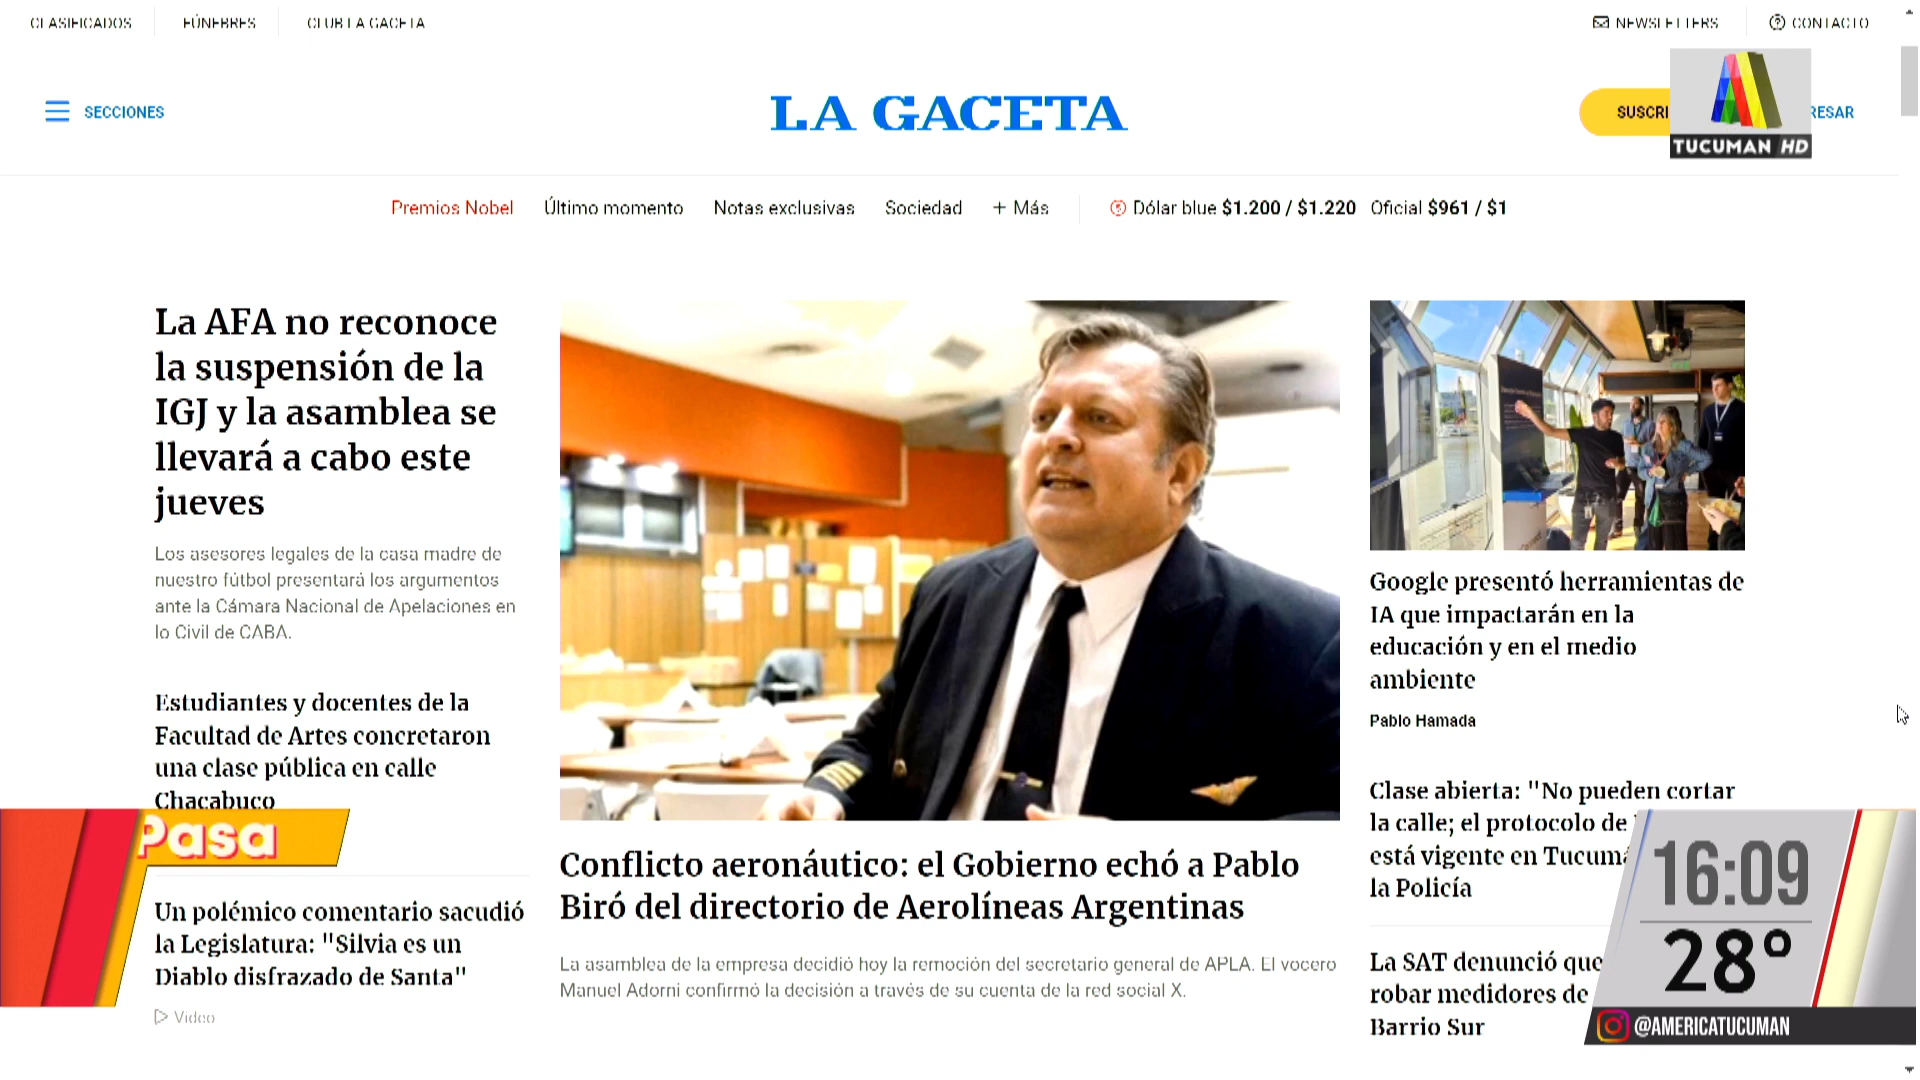 CLASIFICADOS
FÚNEBRES
CLUB LA GACETA
NEWSLETTERS
CONTACTO
SECCIONES
LA GACETA
SUSCRI
RESAR
TUCUMAN HD
Premios Nobel
Último momento
Notas exclusivas
Sociedad
+ Más
Dólar blue $1.200 / $1.220
Oficial $961 / $1
La AFA no reconoce
la suspensión de la
IGJ y la asamblea se
llevará a cabo este
jueves
Los asesores legales de la casa madre de
nuestro fútbol presentará los argumentos
ante la Cámara Nacional de Apelaciones en
lo Civil de CABA.
Estudiantes y docentes de la
Facultad de Artes concretaron
una clase pública en calle
Chacabuco
Pasa
Un polémico comentario sacudió
la Legislatura: "Silvia es un
Diablo disfrazado de Santa"
Video
Conflicto aeronáutico: el Gobierno echó a Pablo
Biró del directorio de Aerolíneas Argentinas
La asamblea de la empresa decidió hoy la remoción del secretario general de APLA. El vocero
Manuel Adorni confirmó la decisión a través de su cuenta de la red social X.
Google presentó herramientas de
IA que impactarán en la
educación y en el medio
ambiente
Pablo Hamada
Clase abierta: "No pueden cortar
la calle; el protocolo de
está vigente en Tucumá
la Policía
La SAT denunció que
robar medidores de
Barrio Sur
16:09
28°
@AMERICATUCUMAN